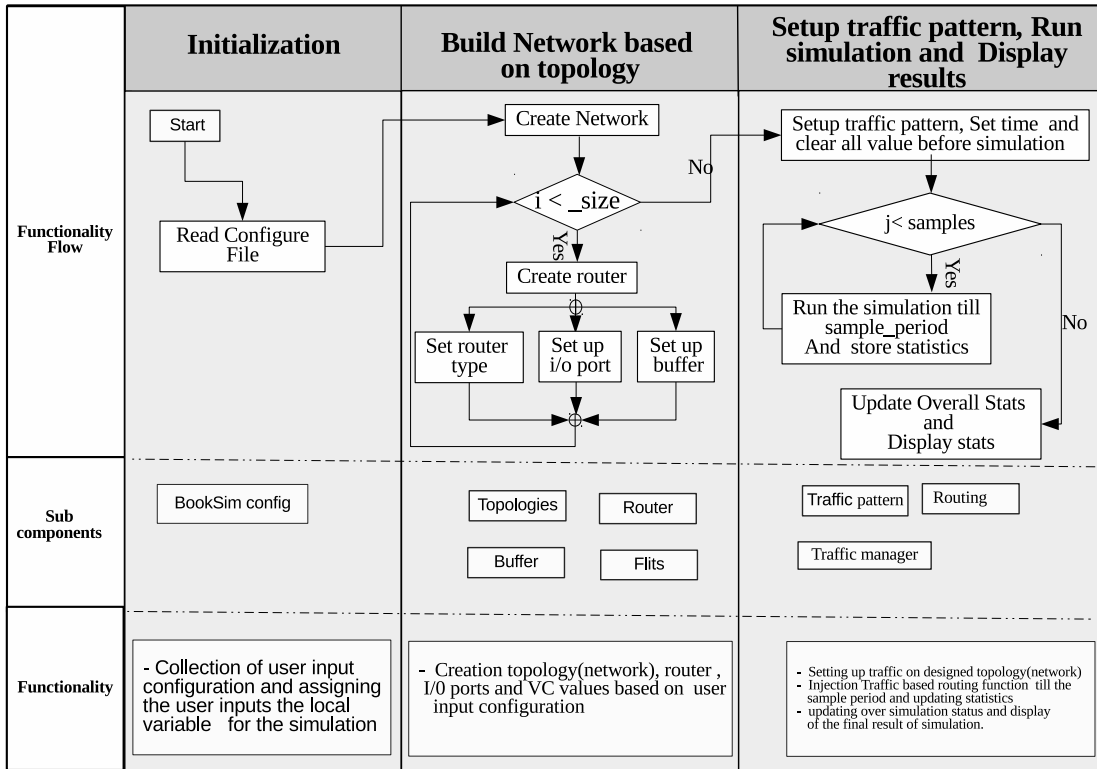 Initialization
Build Network based
on topology
Setup traffic pattern, Run
simulation and Display
results
Functionality
Flow
Start
Read Configure
File
Create Network
i < _size
No
Yes
Create router
Set router
type
Set up
i/o port
Set up
buffer
Setup traffic pattern, Set time and
clear all value before simulation
j< samples
Yes
No
Run the simulation till
sample_period
And store statistics
Update Overall Stats
and
Display stats
Sub
components
BookSim config
Topologies
Router
Buffer
Flits
Traffic pattern
Routing
Traffic manager
Functionality
- Collection of user input
configuration and assigning
the user inputs the local
variable for the simulation
- Creation topology(network), router ,
I/0 ports and VC values based on user
input configuration
- Setting up traffic on designed topology(network)
- Injection Traffic based routing function till the
sample period and updating statistics
- updating over simulation status and display
of the final result of simulation.